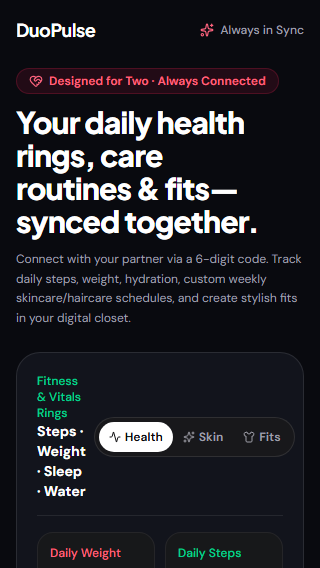 DuoPulse
Always in Sync
Designed for Two · Always Connected
Your daily health
rings, care
routines & fits—
synced together.
Connect with your partner via a 6-digit code. Track
daily steps, weight, hydration, custom weekly
skincare/haircare schedules, and create stylish fits
in your digital closet.
Fitness
& Vitals
Rings
Steps ·
Weight
· Sleep
· Water
Health
Skin
Fits
Daily Weight
Daily Steps